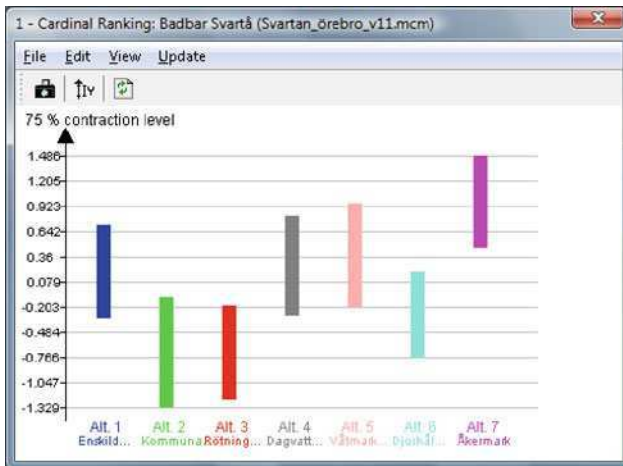 1 - Cardinal Ranking: Badbar Svartå (Svartan_örebro_v11.mcm)
File Edit View Update
75 % contraction level
1.486
1.205
0.923
0.642
0.36
0.079
-0.203
-0.484
-0.766
-1.047
-1.329
Alt. 1 Alt. 2 Alt. 3 Alt. 4 Alt. 5 Alt. 6 Alt. 7
Enskild... Kommuna Rötning... Dagvatt... Våtmark... Djurhål... Åkermark